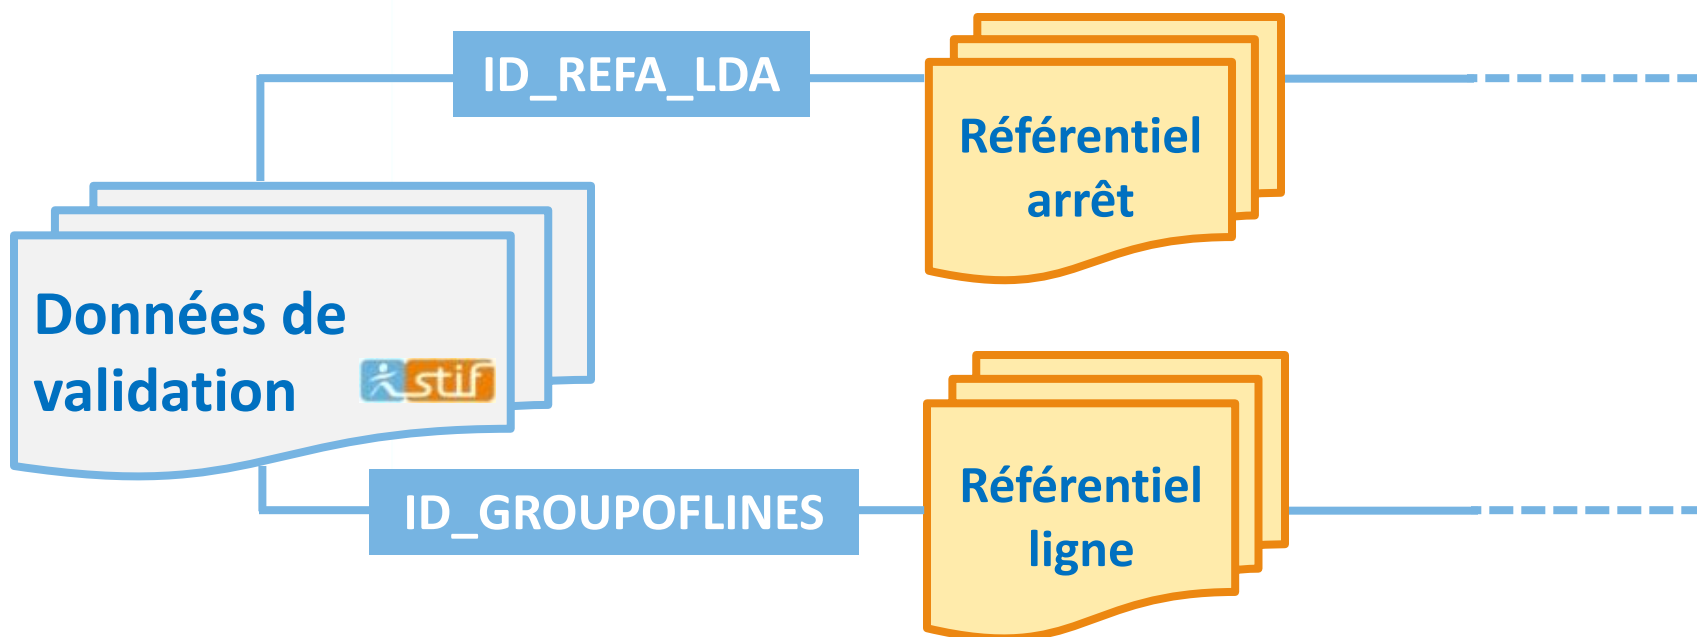 ID_REFA_LDA
Référentiel
arrêt
Données de
validation
stif
ID_GROUPOFLINES
Référentiel
ligne